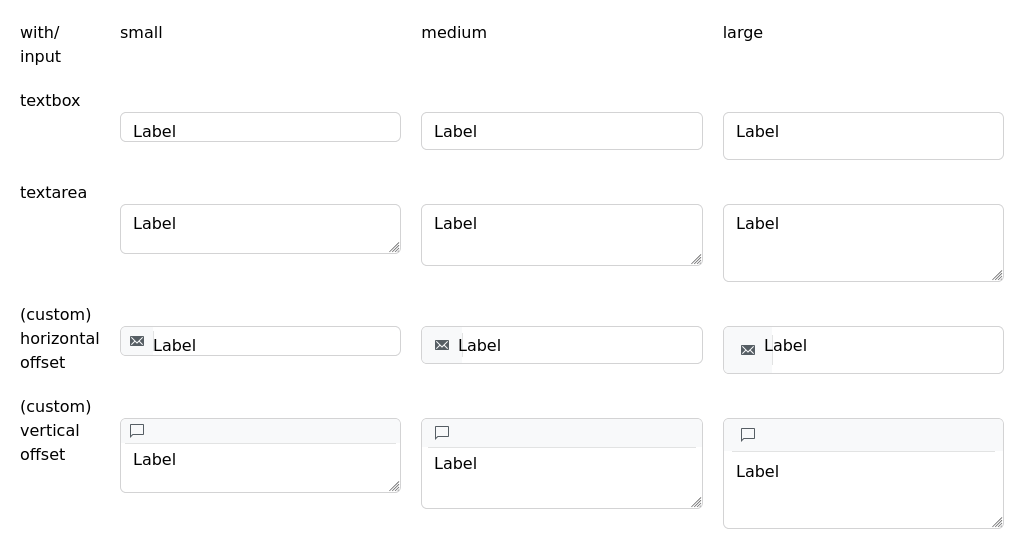 with/
input
small
medium
large
textbox
Label
Label
Label
textarea
Label
Label
Label
(custom)
horizontal
offset
Label
Label
Label
(custom)
vertical
offset
Label
Label
Label